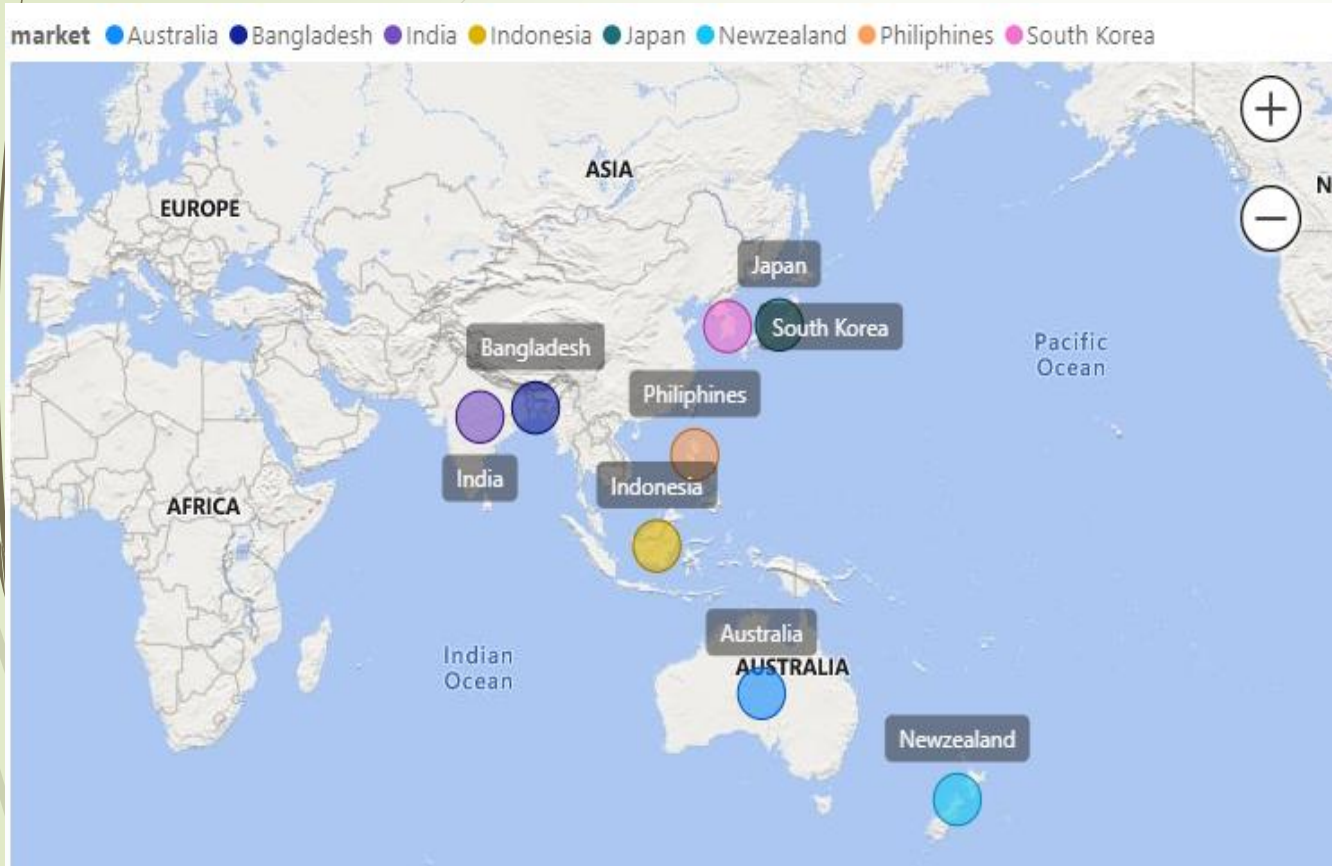 market Australia Bangladesh India Indonesia Japan Newzealand Philiphines South Korea
+
ASIA
N
EUROPE
−
Japan
South Korea
Bangladesh
Pacific
Ocean
Philiphines
India
Indonesia
AFRICA
Australia
Indian
Ocean
AUSTRALIA
Newzealand